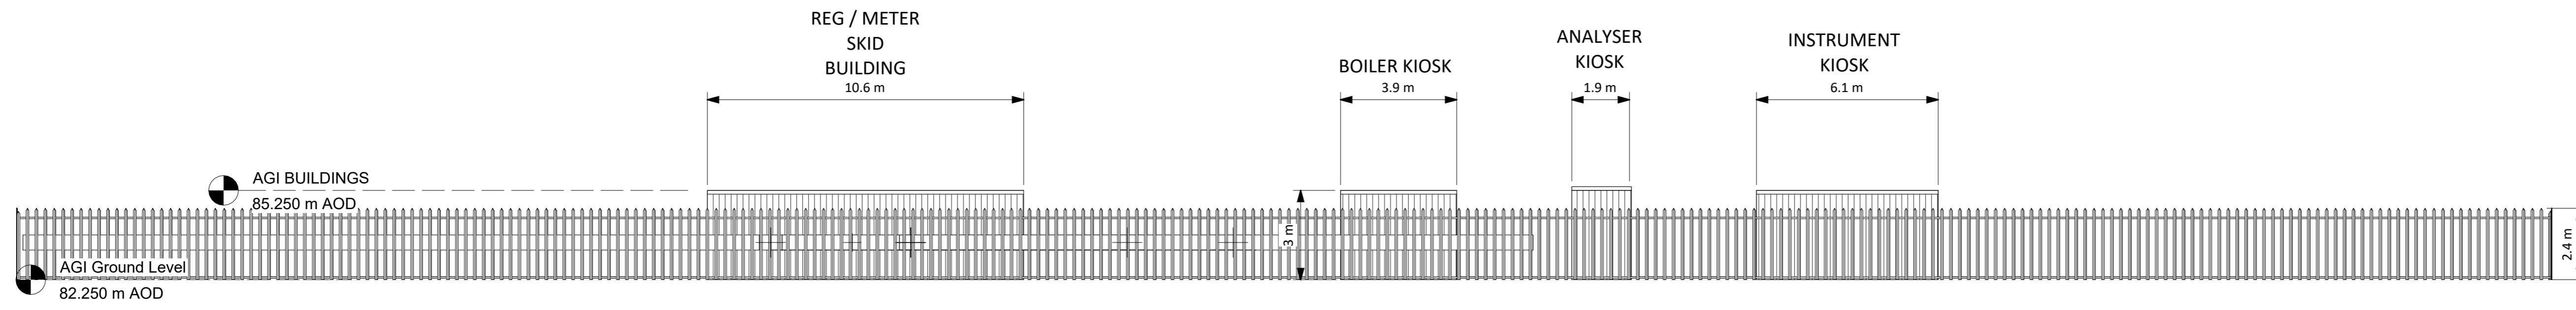 REG / METER
SKID
BUILDING
10.6 m
BOILER KIOSK
3.9 m
ANALYSER
KIOSK
1.9 m
INSTRUMENT
KIOSK
6.1 m
AGI BUILDINGS
85.250 m AOD
3 m
2.4 m
AGI Ground Level
82.250 m AOD